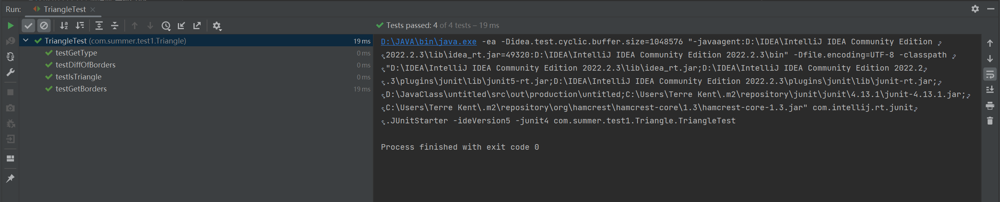 Run: TriangleTest
Tests passed: 4 of 4 tests – 19 ms
TriangleTest (com.summer.test1.Triangle) 19 ms
testGetType 0 ms
testDiffOfBorders 0 ms
testIsTriangle 0 ms
testGetBorders 19 ms
D:\JAVA\bin\java.exe -ea -Didea.test.cyclic.buffer.size=1048576 "-javaagent:D:\IDEA\IntelliJ IDEA Community Edition
2022.2.3\lib\idea_rt.jar=49320:D:\IDEA\IntelliJ IDEA Community Edition 2022.2.3\bin" -Dfile.encoding=UTF-8 -classpath
"D:\IDEA\IntelliJ IDEA Community Edition 2022.2.3\lib\idea_rt.jar;D:\IDEA\IntelliJ IDEA Community Edition 2022.2
.3\plugins\junit\lib\junit5-rt.jar;D:\IDEA\IntelliJ IDEA Community Edition 2022.2.3\plugins\junit\lib\junit-rt.jar;
D:\JavaClass\untitled\src\out\production\untitled;C:\Users\Terre Kent\.m2\repository\junit\junit\4.13.1\junit-4.13.1.jar;
C:\Users\Terre Kent\.m2\repository\org\hamcrest\hamcrest-core\1.3\hamcrest-core-1.3.jar" com.intellij.rt.junit
.JUnitStarter -ideVersion5 -junit4 com.summer.test1.Triangle.TriangleTest
Process finished with exit code 0